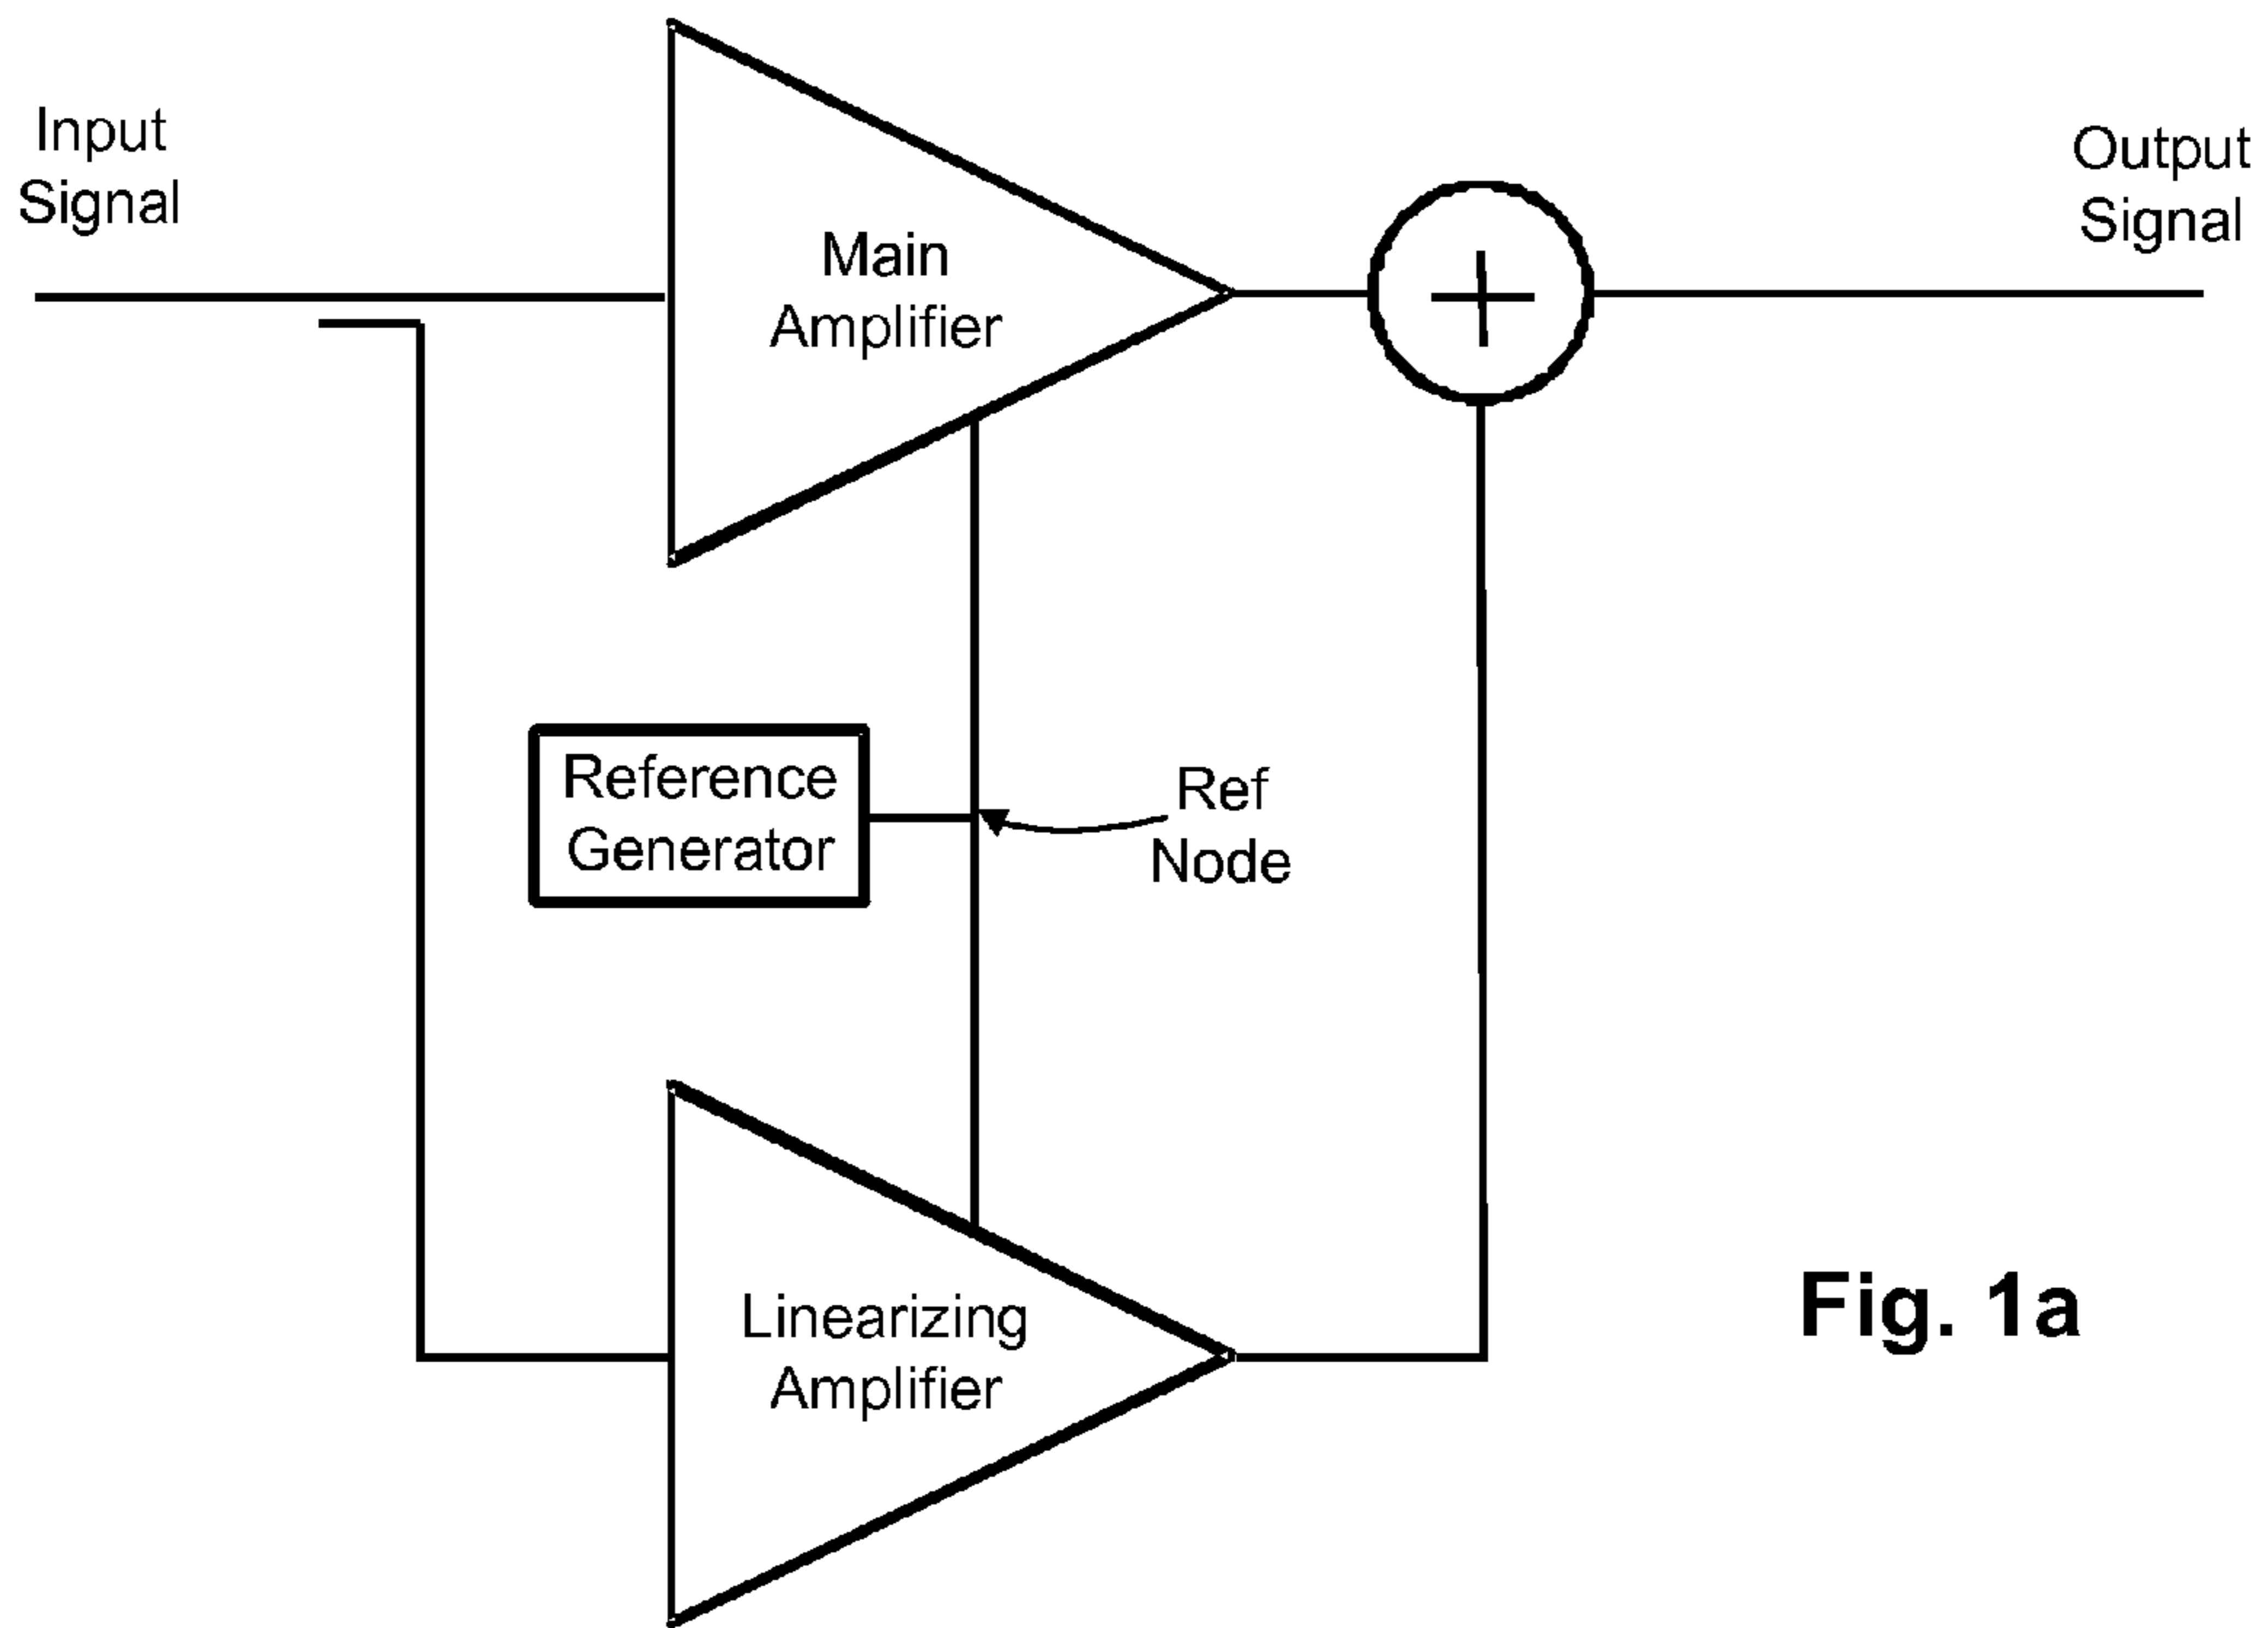 Input
Signal
Output
Signal
Main
Amplifier
+
Reference
Generator
Ref
Node
Linearizing
Amplifier
Fig. 1a